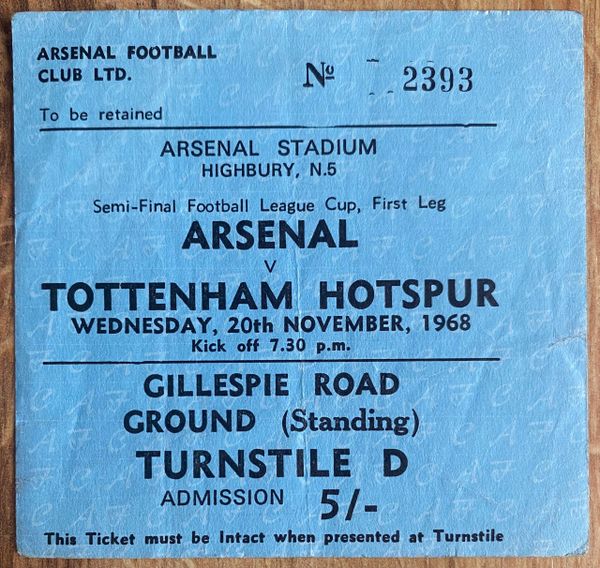 ARSENAL FOOTBALL
CLUB LTD.
Nº 2393
To be retained
ARSENAL STADIUM
HIGHBURY, N.5
Semi-Final Football League Cup, First Leg
ARSENAL
v
TOTTENHAM HOTSPUR
WEDNESDAY, 20th NOVEMBER, 1968
Kick off 7.30 p.m.
GILLESPIE ROAD
GROUND (Standing)
TURNSTILE D
ADMISSION 5/-
This Ticket must be Intact when presented at Turnstile